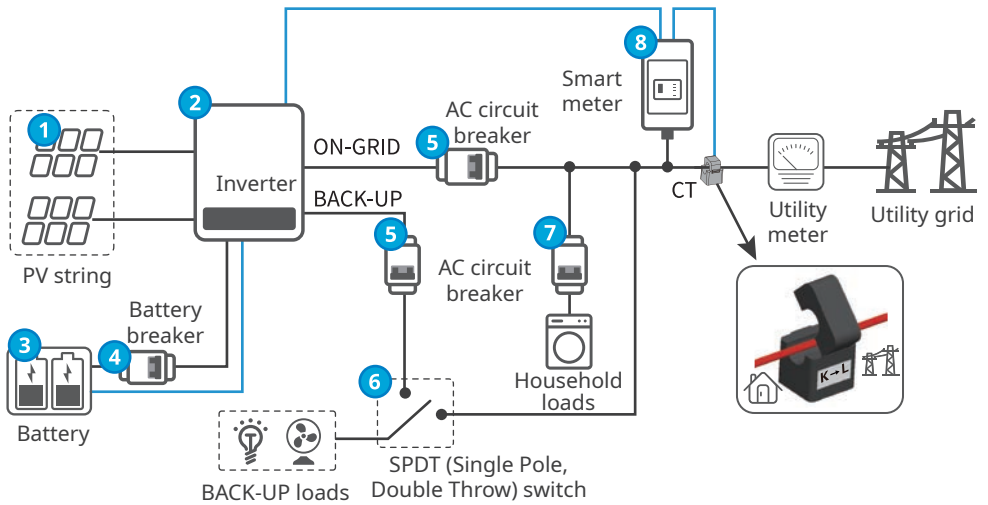 8
2
Smart
meter
AC circuit
breaker
1
5
ON-GRID
Inverter
BACK-UP
CT
Utility
meter
Utility grid
5
7
PV string
AC circuit
breaker
Battery
breaker
3
4
6
Household
loads
K→L
Battery
SPDT (Single Pole,
Double Throw) switch
BACK-UP loads